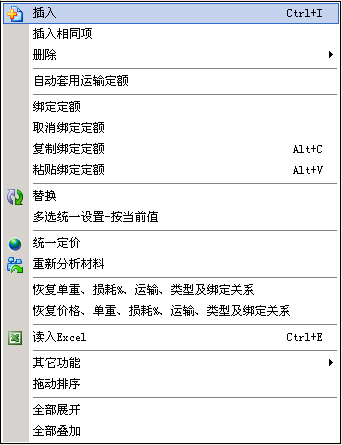 插入 Ctrl+I
插入相同项
删除
自动套用运输定额
绑定定额
取消绑定定额
复制绑定定额 Alt+C
粘贴绑定定额 Alt+V
替换
多选统一设置-按当前值
统一定价
重新分析材料
恢复单重、损耗%、运输、类型及绑定关系
恢复价格、单重、损耗%、运输、类型及绑定关系
读入Excel Ctrl+E
其它功能
拖动排序
全部展开
全部叠加